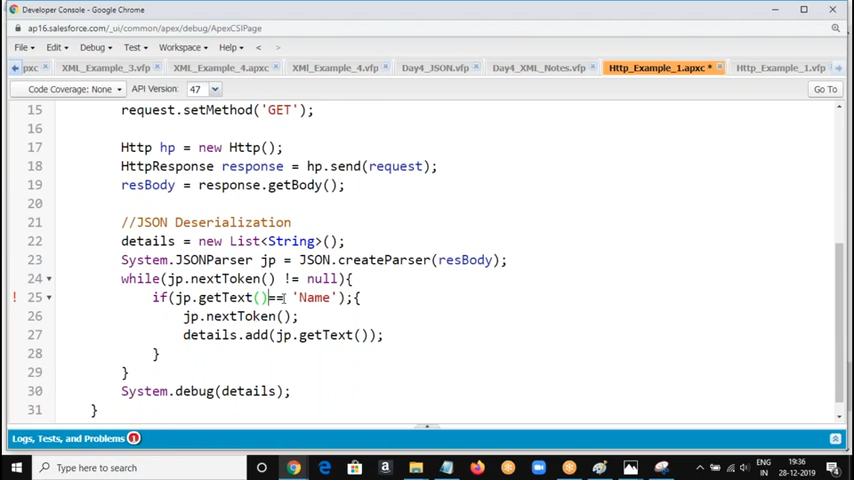 Developer Console - Google Chrome
ap16.salesforce.com/_ui/common/apex/debug/ApexCSIPage
File Edit Debug Test Workspace Help < >
pxc XML_Example_3.vfp XML_Example_4.apxc XMl_Example_4.vfp Day4_JSON.vfp Day4_XML_Notes.vfp Http_Example_1.apxc * Http_Example_1.vfp
Code Coverage: None API Version: 47 Go To
15 request.setMethod('GET');
16
17 Http hp = new Http();
18 HttpResponse response = hp.send(request);
19 resBody = response.getBody();
20
21 //JSON Deserialization
22 details = new List<String>();
23 System.JSONParser jp = JSON.createParser(resBody);
24 while(jp.nextToken() != null){
! 25 if(jp.getText()== 'Name');{
26 jp.nextToken();
27 details.add(jp.getText());
28 }
29 }
30 System.debug(details);
31 }
Logs, Tests, and Problems 1
Type here to search
ENG 19:36
IN 28-12-2019 4